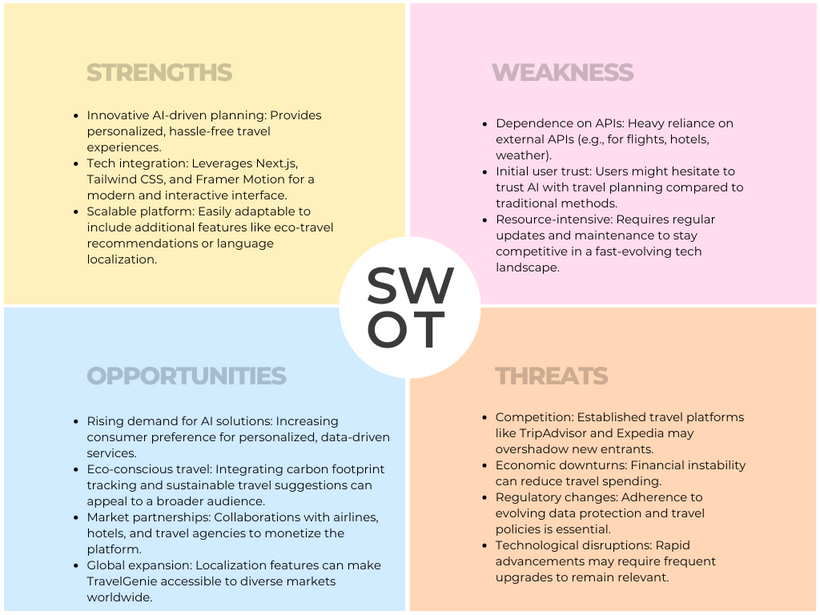 STRENGTHS
• Innovative AI-driven planning: Provides
personalized, hassle-free travel
experiences.
• Tech integration: Leverages Next.js,
Tailwind CSS, and Framer Motion for a
modern and interactive interface.
• Scalable platform: Easily adaptable to
include additional features like eco-travel
recommendations or language
localization.
WEAKNESS
• Dependence on APIs: Heavy reliance on
external APIs (e.g., for flights, hotels,
weather).
• Initial user trust: Users might hesitate to
trust AI with travel planning compared to
traditional methods.
• Resource-intensive: Requires regular
updates and maintenance to stay
competitive in a fast-evolving tech
landscape.
SW
OT
OPPORTUNITIES
• Rising demand for AI solutions: Increasing
consumer preference for personalized, data-driven
services.
• Eco-conscious travel: Integrating carbon footprint
tracking and sustainable travel suggestions can
appeal to a broader audience.
• Market partnerships: Collaborations with airlines,
hotels, and travel agencies to monetize the
platform.
• Global expansion: Localization features can make
TravelGenie accessible to diverse markets
worldwide.
THREATS
• Competition: Established travel platforms
like TripAdvisor and Expedia may
overshadow new entrants.
• Economic downturns: Financial instability
can reduce travel spending.
• Regulatory changes: Adherence to
evolving data protection and travel
policies is essential.
• Technological disruptions: Rapid
advancements may require frequent
upgrades to remain relevant.